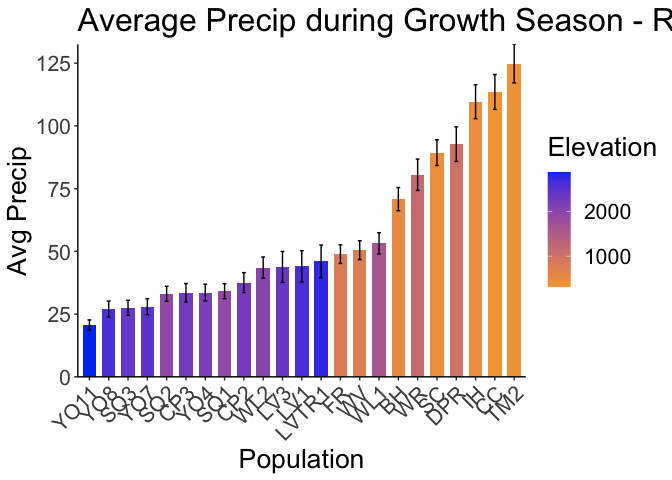 Average Precip during Growth Season - R
125
100
75
50
25
0
Avg Precip
YO11
YO8
SQ3
YO7
SQ2
CP3
YO4
SQ1
CP2
WL2
LV3
LV1
LVTR1
FR
WV
WL1
BH
WR
SC
DPR
IH
CC
TM2
Population
Elevation
2000
1000